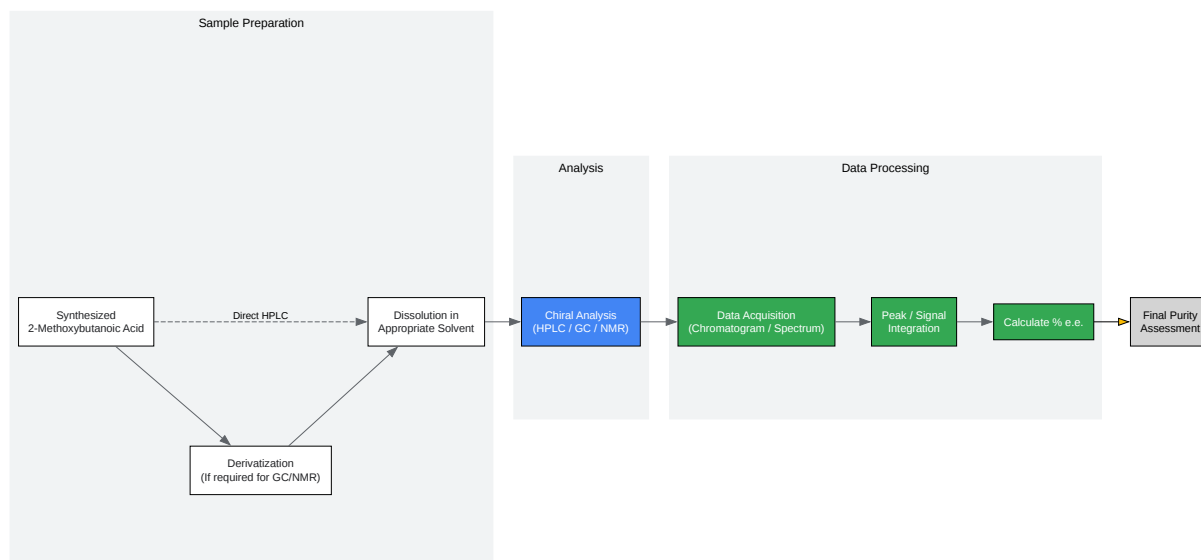 Sample Preparation
Analysis
Data Processing
Synthesized
2-Methoxybutanoic Acid
Direct HPLC
Dissolution in
Appropriate Solvent
Chiral Analysis
(HPLC / GC / NMR)
Data Acquisition
(Chromatogram / Spectrum)
Peak / Signal
Integration
Calculate % e.e.
Final Purity
Assessment
Derivatization
(If required for GC/NMR)